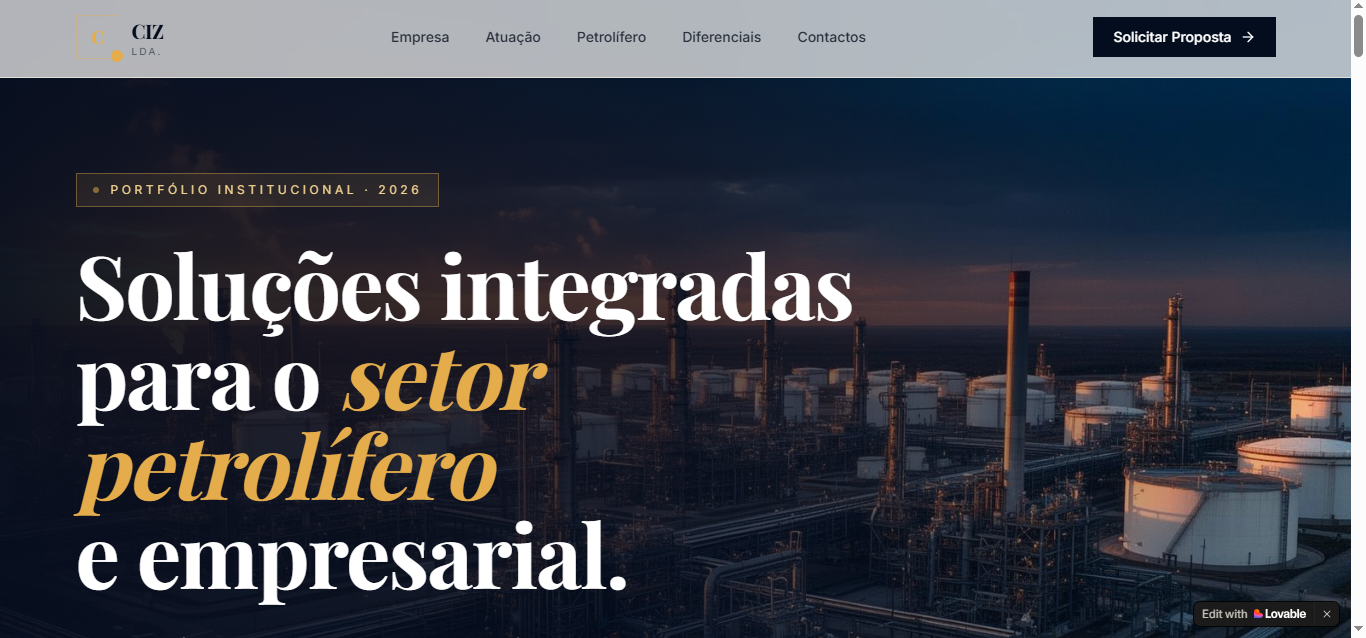 C
CIZ
LDA.
Empresa
Atuação
Petrolífero
Diferenciais
Contactos
Solicitar Proposta →
PORTFÓLIO INSTITUCIONAL · 2026
Soluções integradas
para o setor
petrolífero
e empresarial.
Edit with Lovable ×